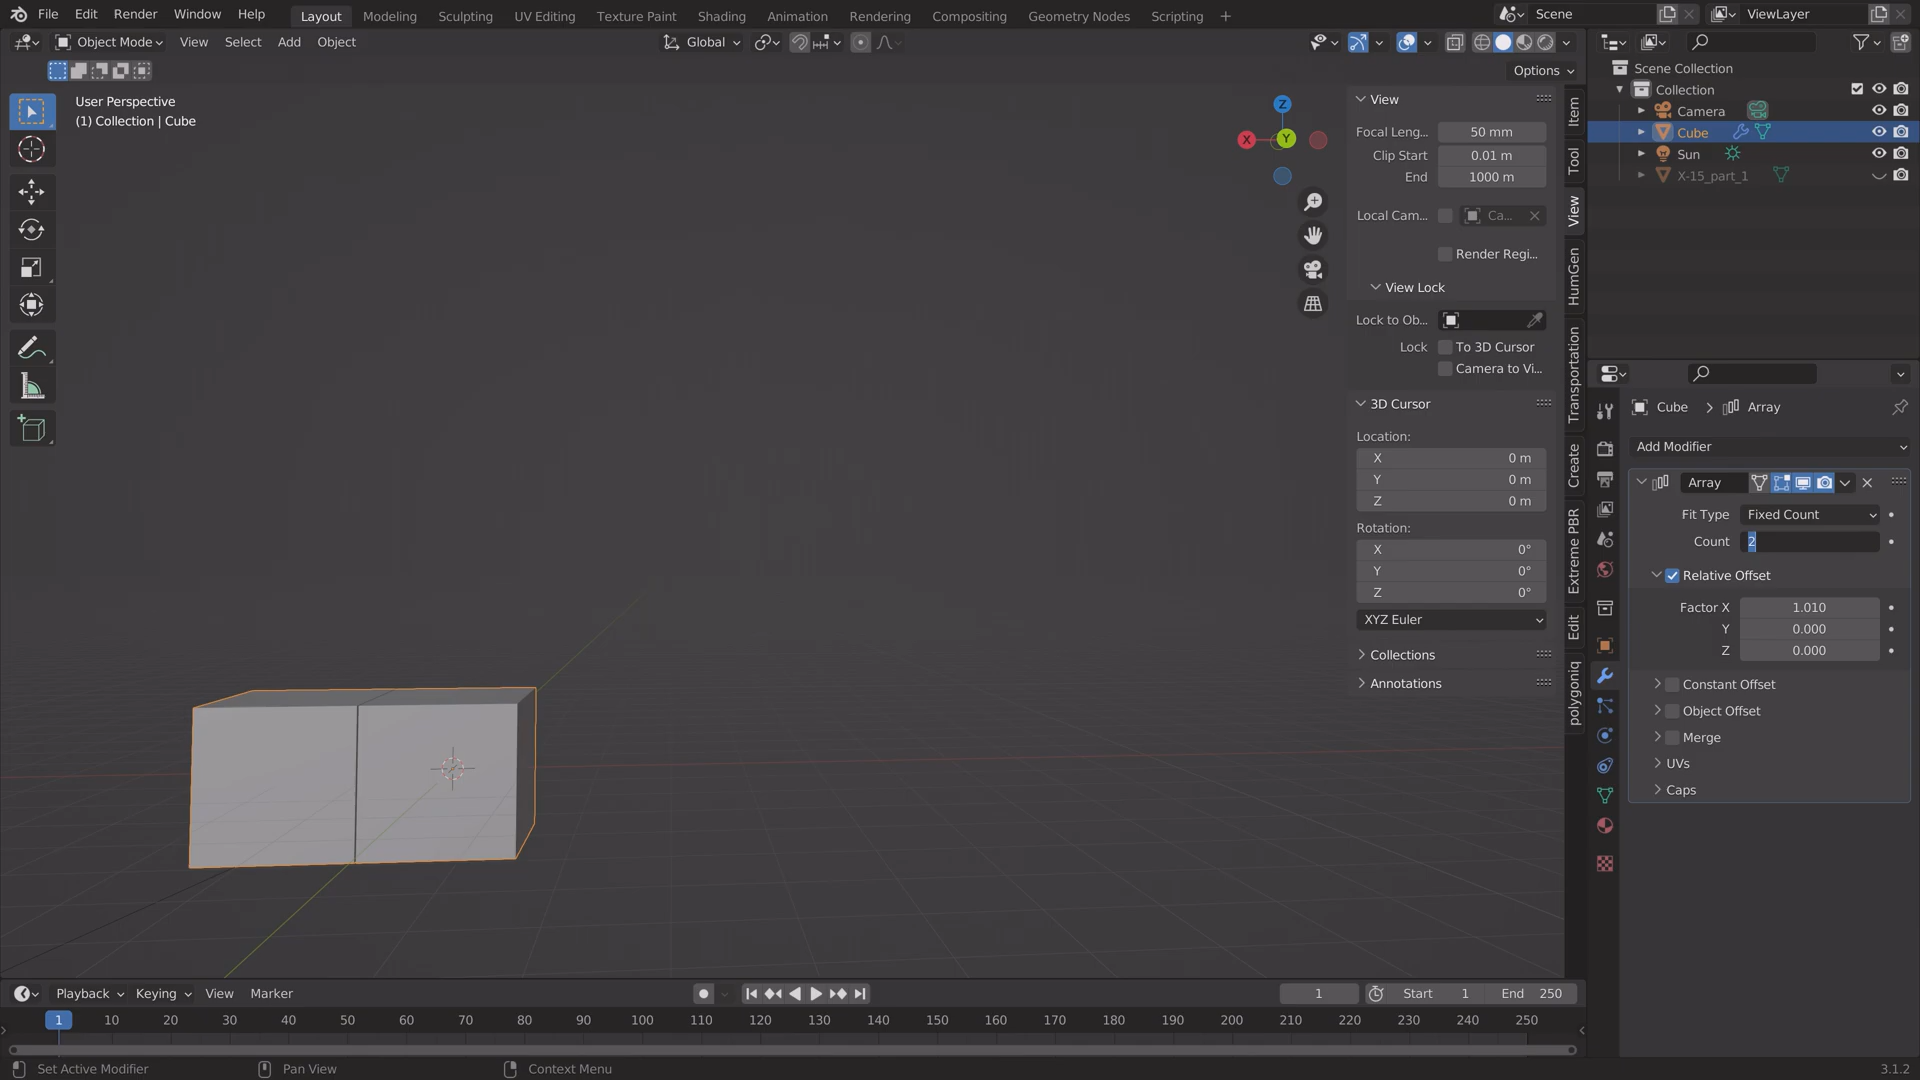 File Edit Render Window Help Layout Modeling Sculpting UV Editing Texture Paint Shading Animation Rendering Compositing Geometry Nodes Scripting + Scene ViewLayer
Object Mode View Select Add Object Global
Options
User Perspective
(1) Collection | Cube
Z
X
Y
View
Focal Leng... 50 mm
Clip Start 0.01 m
End 1000 m
Local Cam... Ca...
Render Regi...
View Lock
Lock to Ob...
Lock To 3D Cursor
Camera to Vi...
3D Cursor
Location:
X 0 m
Y 0 m
Z 0 m
Rotation:
X 0°
Y 0°
Z 0°
XYZ Euler
Collections
Annotations
Item
Tool
View
HumGen
Transportation
Create
Extreme PBR
Edit
polygoniq
Scene Collection
Collection
Camera
Cube
Sun
X-15_part_1
Cube Array
Add Modifier
Array
Fit Type Fixed Count
Count 2
Relative Offset
Factor X 1.010
Y 0.000
Z 0.000
Constant Offset
Object Offset
Merge
UVs
Caps
Playback Keying View Marker 1 Start 1 End 250
1 10 20 30 40 50 60 70 80 90 100 110 120 130 140 150 160 170 180 190 200 210 220 230 240 250
Set Active Modifier Pan View Context Menu 3.1.2